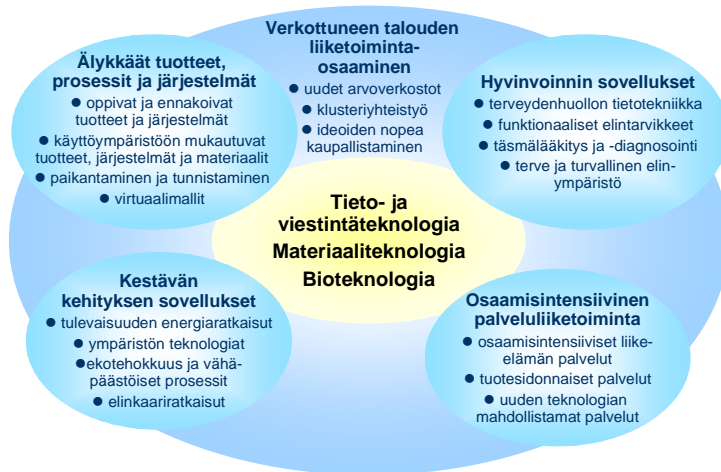 Verkottuneen talouden
liiketoiminta-
osaaminen
● uudet arvoverkostot
● klusteriyhteistyö
● ideoiden nopea
kaupallistaminen
Älykkäät tuotteet,
prosessit ja järjestelmät
● oppivat ja ennakoivat
tuotteet ja järjestelmät
● käyttöympäristöön mukautuvat
tuotteet, järjestelmät ja materiaalit
● paikantaminen ja tunnistaminen
● virtuaalimallit
Hyvinvoinnin sovellukset
● terveydenhuollon tietotekniikka
● funktionaaliset elintarvikkeet
● täsmälääkitys ja -diagnosointi
● terve ja turvallinen elin-
ympäristö
Tieto- ja
viestintäteknologia
Materiaaliteknologia
Bioteknologia
Kestävän
kehityksen sovellukset
● tulevaisuuden energiaratkaisut
● ympäristön teknologiat
●ekotehokkuus ja vähä-
päästöiset prosessit
● elinkaariratkaisut
Osaamisintensiivinen
palveluliiketoiminta
● osaamisintensiiviset liike-
elämän palvelut
● tuotesidonnaiset palvelut
● uuden teknologian
mahdollistamat palvelut